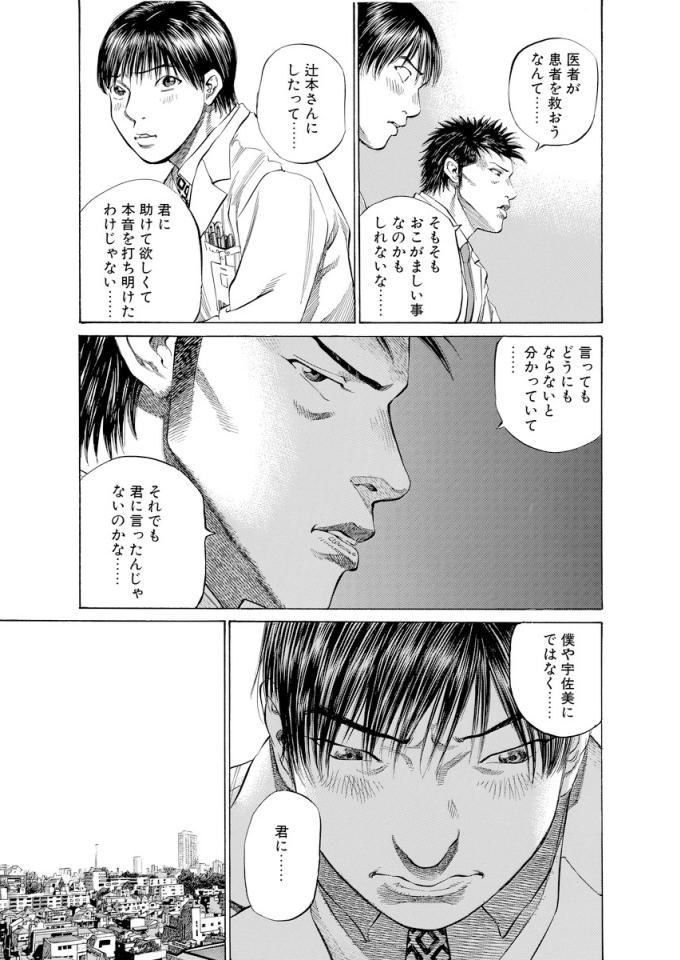 医者が
患者を救おう
なんて……
そもそも
おこがましい事
なのかも
しれないな……
辻本さんに
したって……
君に
助けて欲しくて
本音を打ち明けた
わけじゃない……
言っても
どうにも
ならないと
分かっていて
……
それでも
君に言ったんじゃ
ないのかな……
僕や宇佐美に
ではなく……
君に……